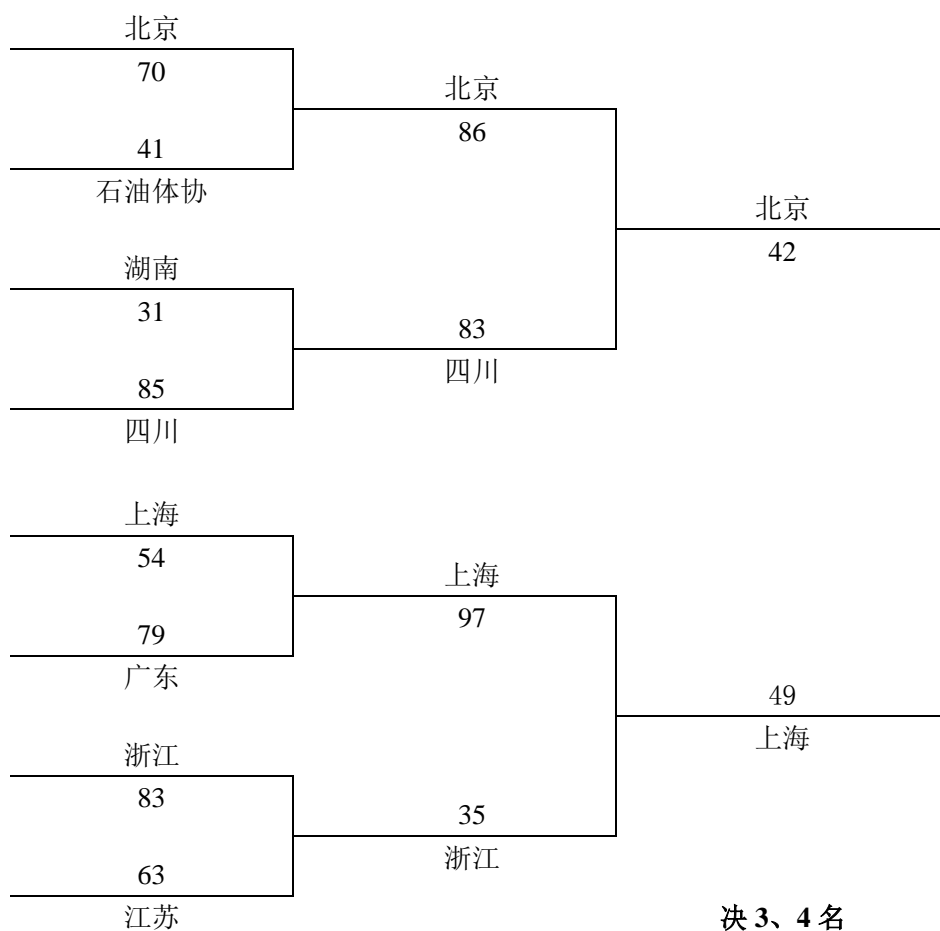 北京
70
41
石油体协
湖南
31
85
四川
上海
54
79
广东
浙江
83
63
江苏
北京
86
83
四川
上海
97
35
浙江
北京
42
49
上海
决 3、4 名